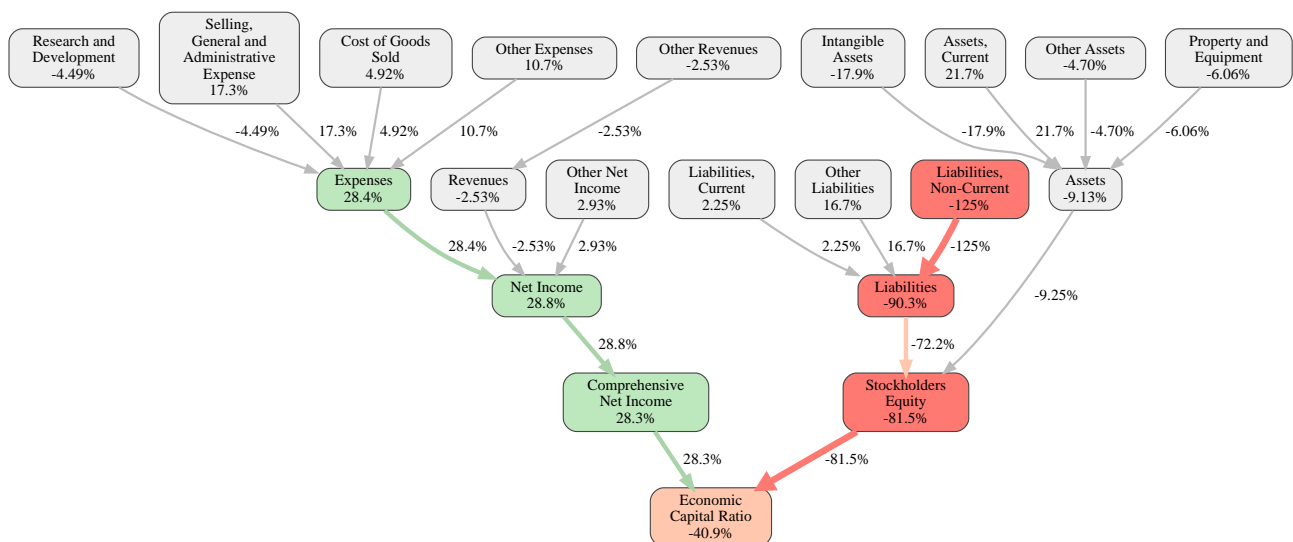 Research and
Development
-4.49%
Selling,
General and
Administrative
Expense
17.3%
Cost of Goods
Sold
4.92%
Other Expenses
10.7%
Other Revenues
-2.53%
Intangible
Assets
-17.9%
Assets,
Current
21.7%
Other Assets
-4.70%
Property and
Equipment
-6.06%
-4.49%
17.3%
4.92%
10.7%
-2.53%
-17.9%
21.7%
-4.70%
-6.06%
Expenses
28.4%
Revenues
-2.53%
Other Net
Income
2.93%
Liabilities,
Current
2.25%
Other
Liabilities
16.7%
Liabilities,
Non-Current
-125%
Assets
-9.13%
28.4%
-2.53%
2.93%
2.25%
16.7%
-125%
-9.25%
Net Income
28.8%
Liabilities
-90.3%
28.8%
-72.2%
Comprehensive
Net Income
28.3%
Stockholders
Equity
-81.5%
28.3%
-81.5%
Economic
Capital Ratio
-40.9%